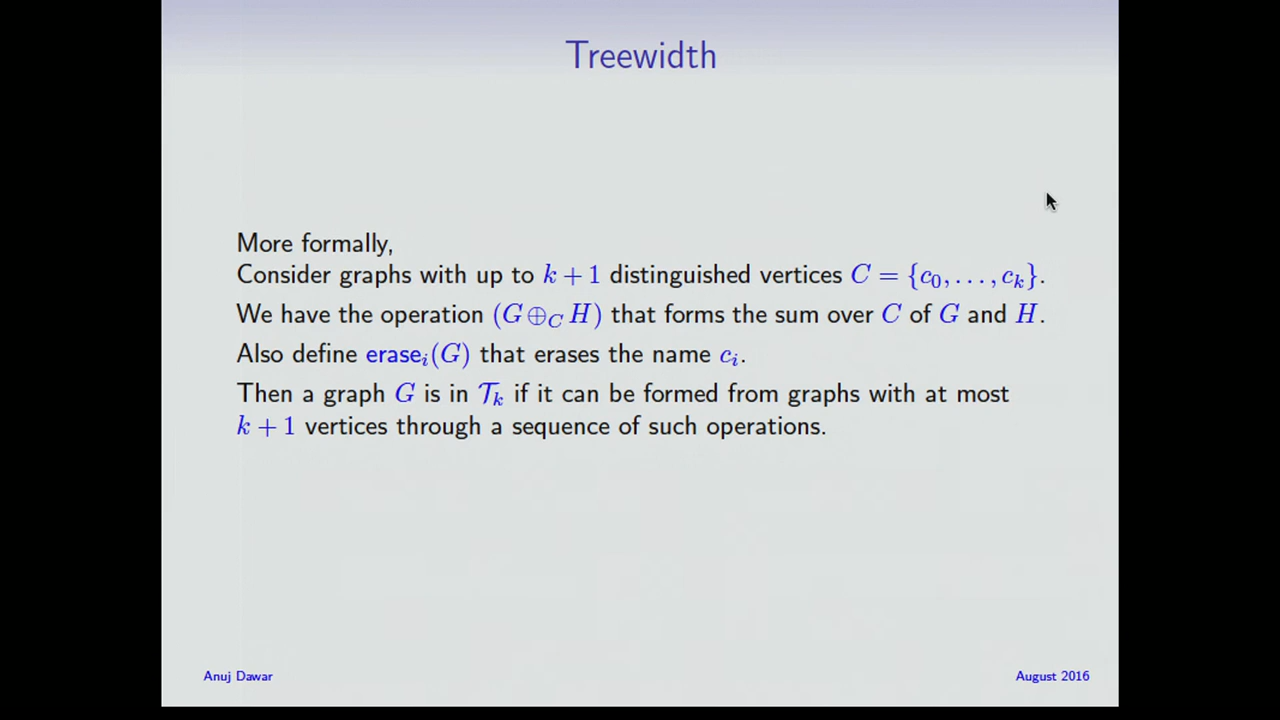 Treewidth
More formally,
Consider graphs with up to k + 1 distinguished vertices C = {c₀, . . . , cₖ}.
We have the operation (G ⊕_C H) that forms the sum over C of G and H.
Also define eraseᵢ(G) that erases the name cᵢ.
Then a graph G is in 𝒯ₖ if it can be formed from graphs with at most
k + 1 vertices through a sequence of such operations.
Anuj Dawar
August 2016